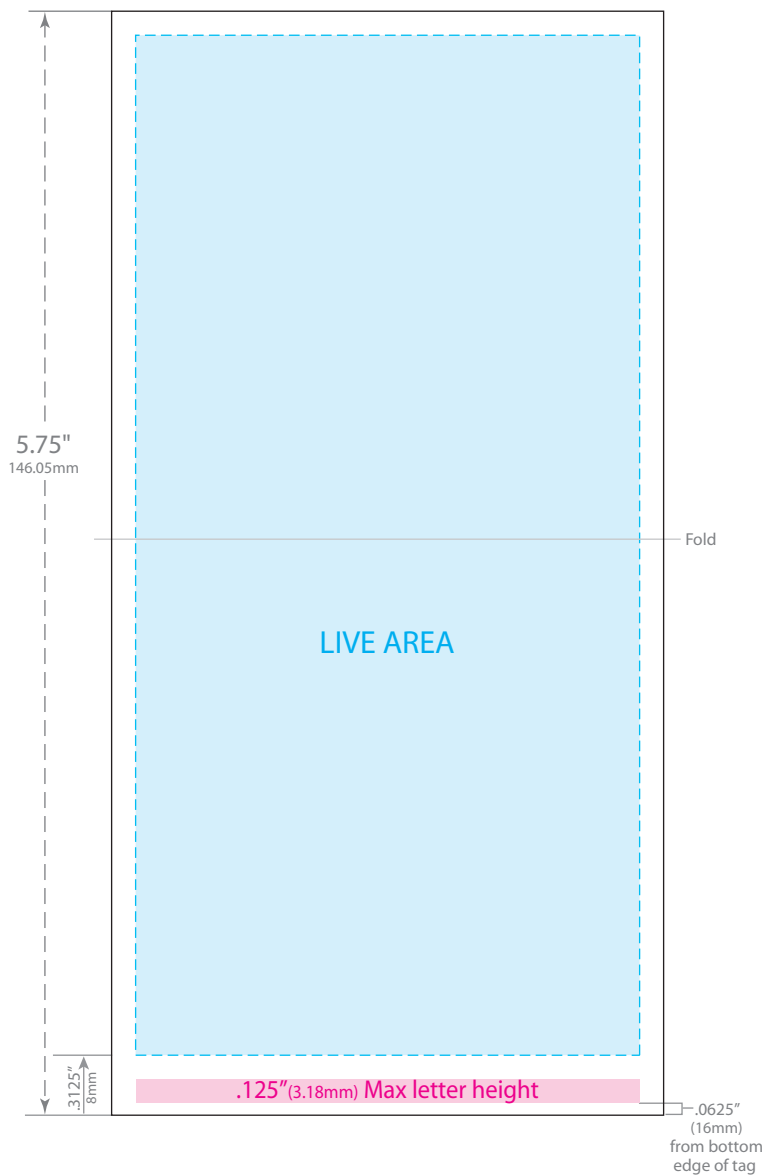 5.75"
146.05mm
Fold
LIVE AREA
.3125"
8mm
.125"(3.18mm) Max letter height
.0625"
(16mm)
from bottom
edge of tag